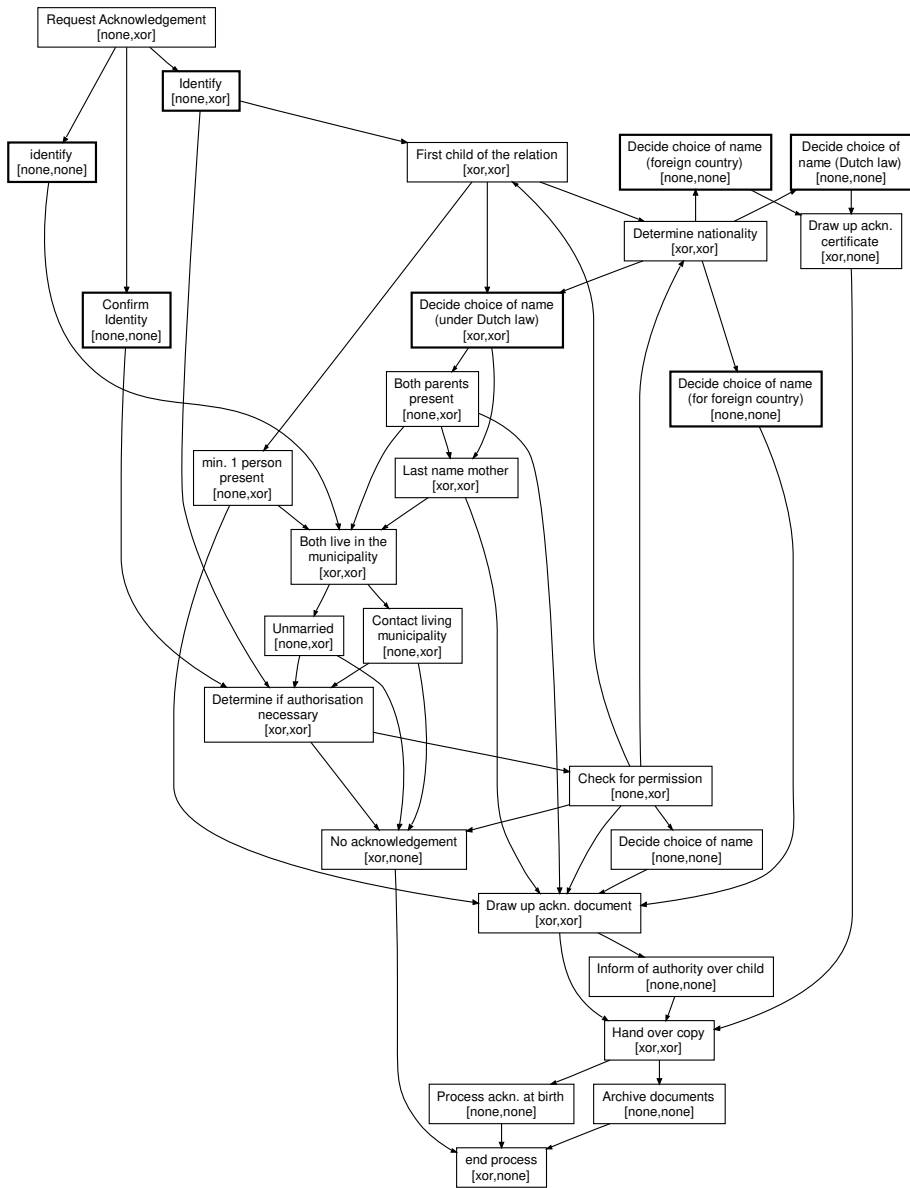 Request Acknowledgement
[none,xor]
Identify
[none,xor]
identify
[none,none]
First child of the relation
[xor,xor]
Decide choice of name
(foreign country)
[none,none]
Decide choice of
name (Dutch law)
[none,none]
Determine nationality
[xor,xor]
Draw up ackn.
certificate
[xor,none]
Confirm
Identity
[none,none]
Decide choice of name
(under Dutch law)
[xor,xor]
Both parents
present
[none,xor]
Decide choice of name
(for foreign country)
[none,none]
min. 1 person
present
[none,xor]
Last name mother
[xor,xor]
Both live in the
municipality
[xor,xor]
Unmarried
[none,xor]
Contact living
municipality
[none,xor]
Determine if authorisation
necessary
[xor,xor]
Check for permission
[none,xor]
No acknowledgement
[xor,none]
Decide choice of name
[none,none]
Draw up ackn. document
[xor,xor]
Inform of authority over child
[none,none]
Hand over copy
[xor,xor]
Process ackn. at birth
[none,none]
Archive documents
[none,none]
end process
[xor,none]